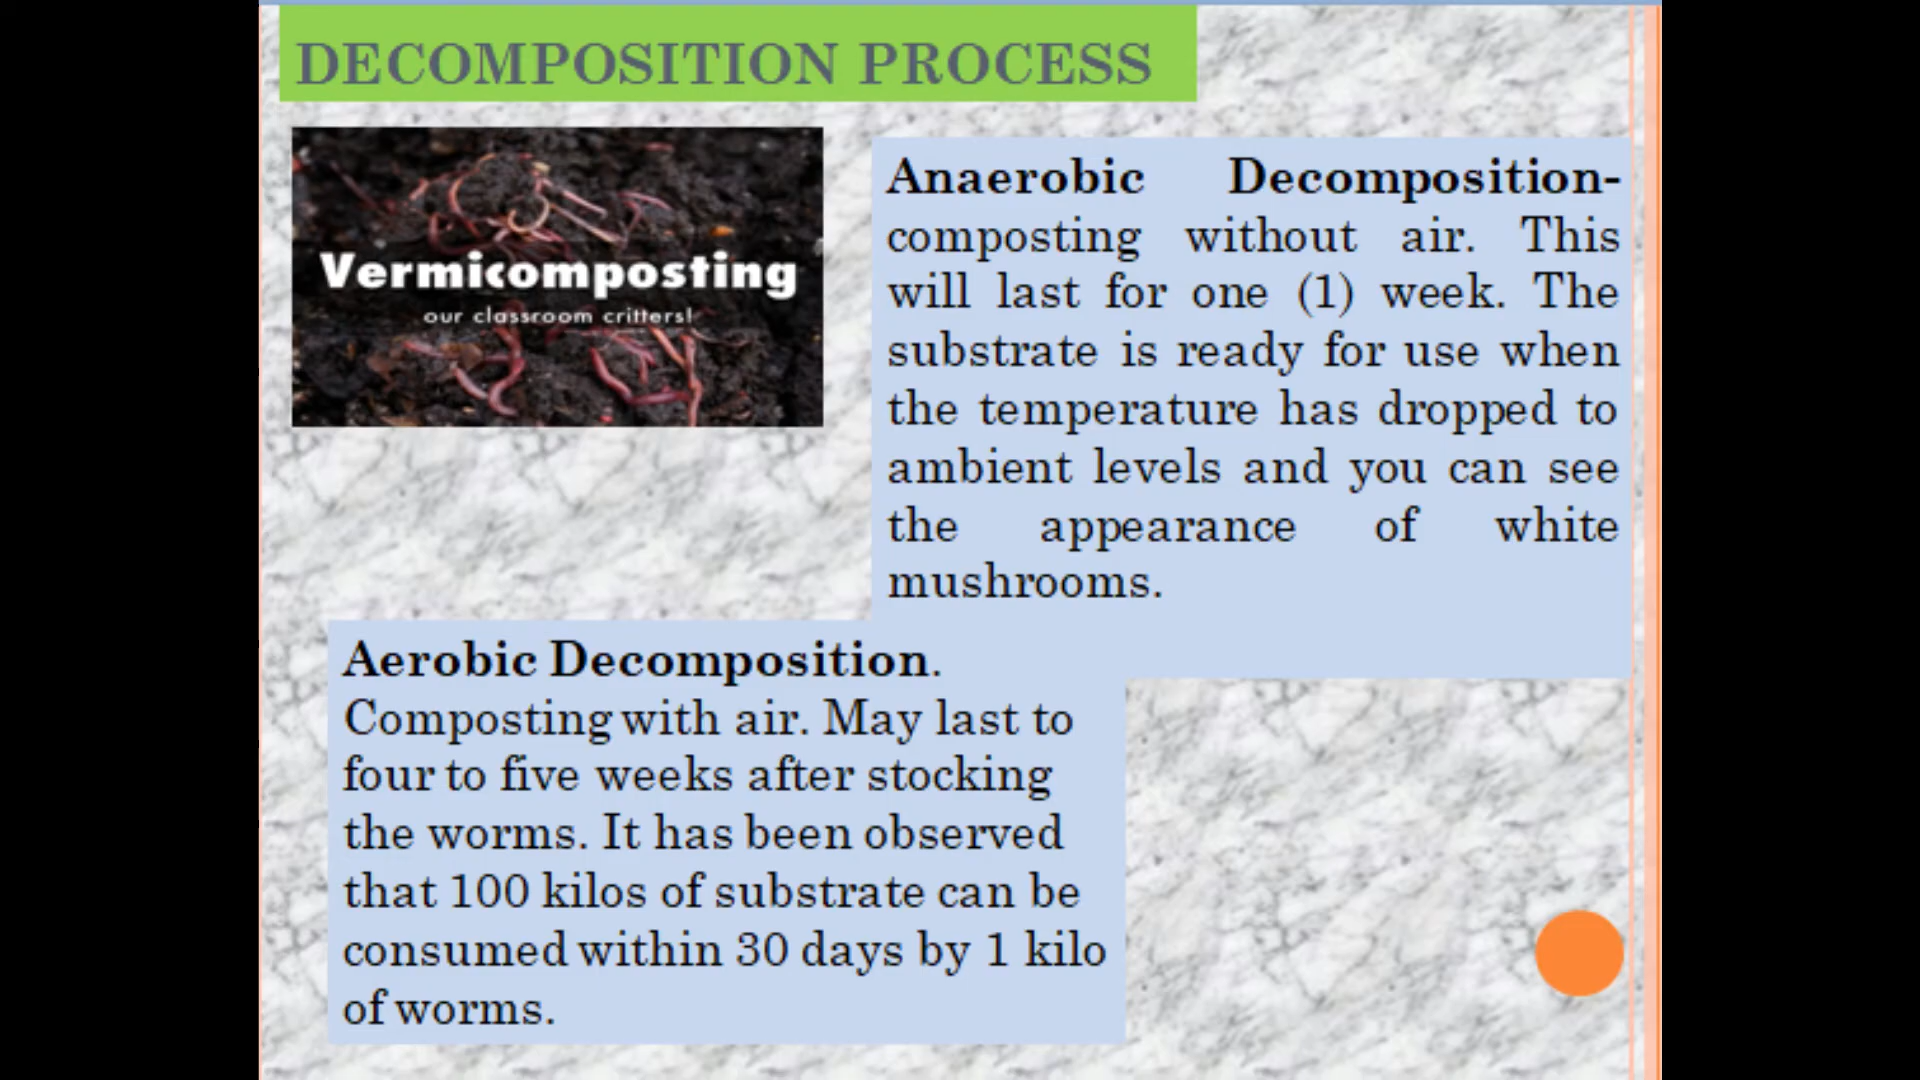 DECOMPOSITION PROCESS
Vermicomposting
our classroom critters!
Anaerobic Decomposition-
composting without air. This
will last for one (1) week. The
substrate is ready for use when
the temperature has dropped to
ambient levels and you can see
the appearance of white
mushrooms.
Aerobic Decomposition.
Composting with air. May last to
four to five weeks after stocking
the worms. It has been observed
that 100 kilos of substrate can be
consumed within 30 days by 1 kilo
of worms.